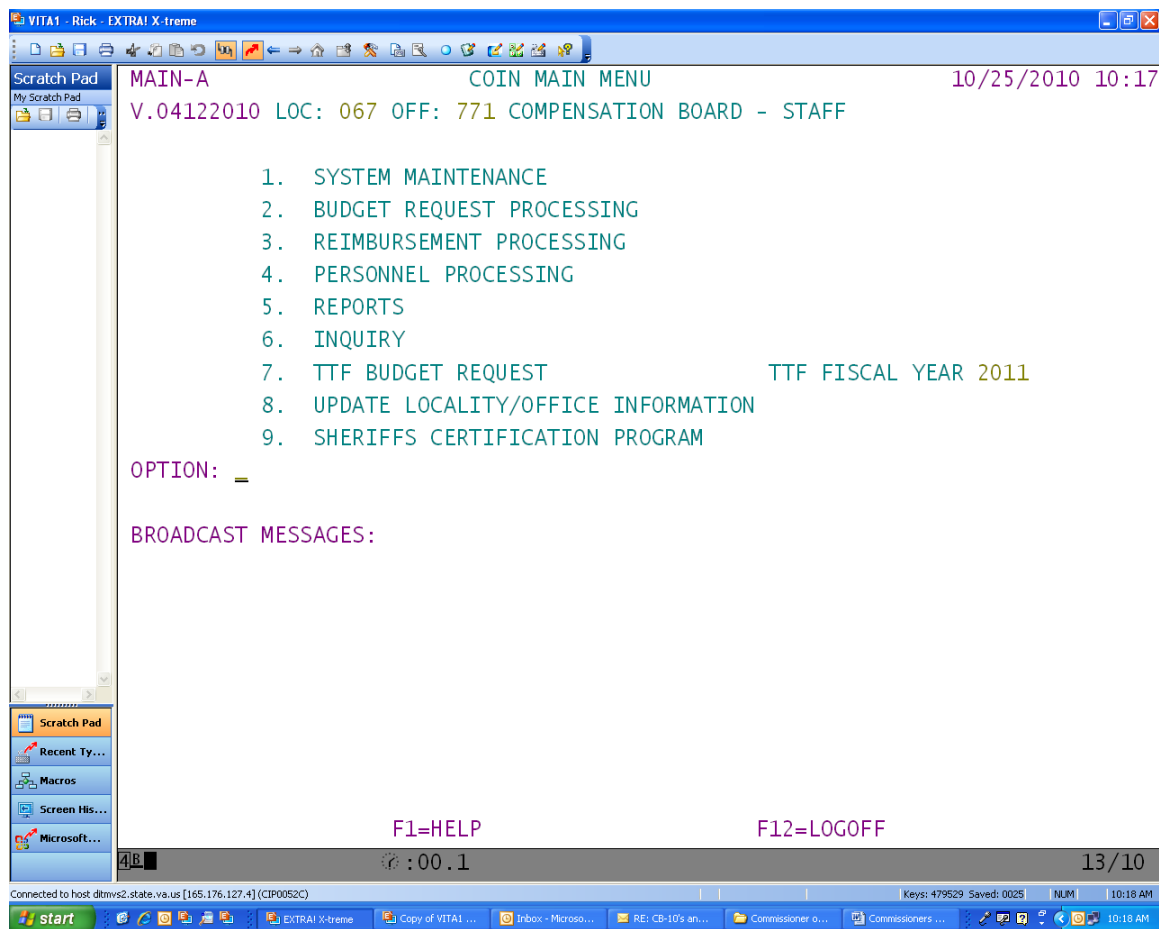 VITA1 - Rick - EXTRA! X-treme
Scratch Pad
My Scratch Pad
MAIN-A COIN MAIN MENU 10/25/2010 10:17
V.04122010 LOC: 067 OFF: 771 COMPENSATION BOARD - STAFF
1. SYSTEM MAINTENANCE
2. BUDGET REQUEST PROCESSING
3. REIMBURSEMENT PROCESSING
4. PERSONNEL PROCESSING
5. REPORTS
6. INQUIRY
7. TTF BUDGET REQUEST TTF FISCAL YEAR 2011
8. UPDATE LOCALITY/OFFICE INFORMATION
9. SHERIFFS CERTIFICATION PROGRAM
OPTION: _
BROADCAST MESSAGES:
Scratch Pad
Recent Ty...
Macros
Screen His...
Microsoft...
F1=HELP F12=LOGOFF
4B :00.1 13/10
Connected to host ditmvs2.state.va.us [165.176.127.4] (CIP0052C) Keys: 479529 Saved: 0025 NUM 10:18 AM
start EXTRA! X-treme Copy of VITA1 ... Inbox - Microso... RE: CB-10's an... Commissioner o... Commissioners ... 10:18 AM